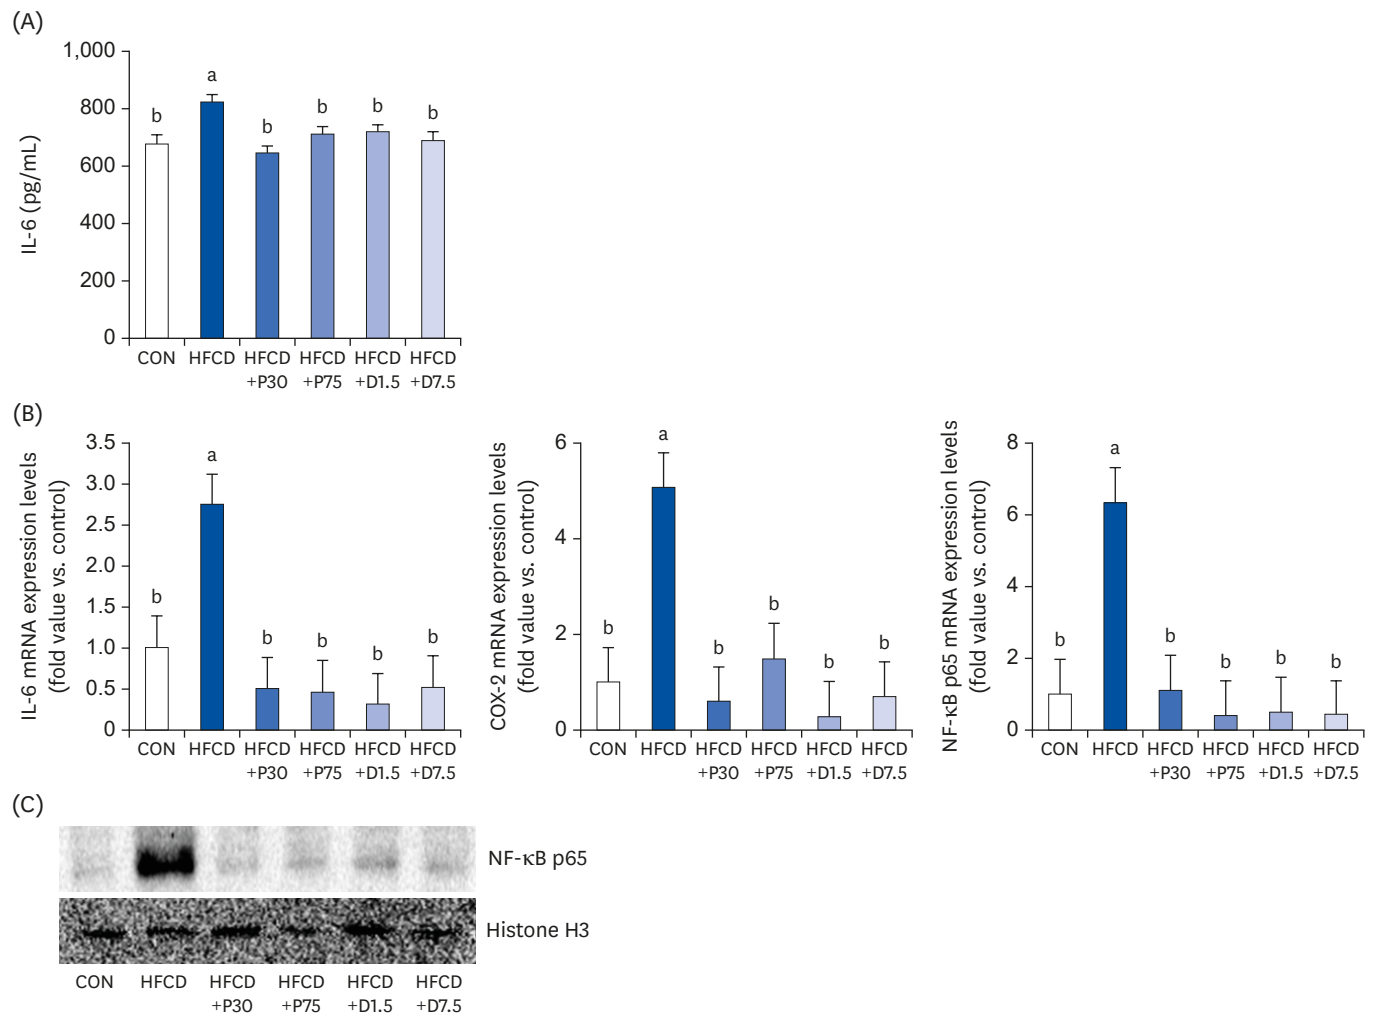 (A)
1,000
800
600
400
200
0
IL-6 (pg/mL)
b
a
b
b
b
b
CON HFCD HFCD HFCD HFCD HFCD
+P30 +P75 +D1.5 +D7.5
(B)
3.5
3.0
2.5
2.0
1.5
1.0
0.5
0
IL-6 mRNA expression levels
(fold value vs. control)
b
a
b
b
b
b
CON HFCD HFCD HFCD HFCD HFCD
+P30 +P75 +D1.5 +D7.5
6
4
2
0
COX-2 mRNA expression levels
(fold value vs. control)
b
a
b
b
b
b
CON HFCD HFCD HFCD HFCD HFCD
+P30 +P75 +D1.5 +D7.5
8
6
4
2
0
NF-κB p65 mRNA expression levels
(fold value vs. control)
b
a
b
b
b
b
CON HFCD HFCD HFCD HFCD HFCD
+P30 +P75 +D1.5 +D7.5
(C)
NF-κB p65
Histone H3
CON HFCD HFCD HFCD HFCD HFCD
+P30 +P75 +D1.5 +D7.5